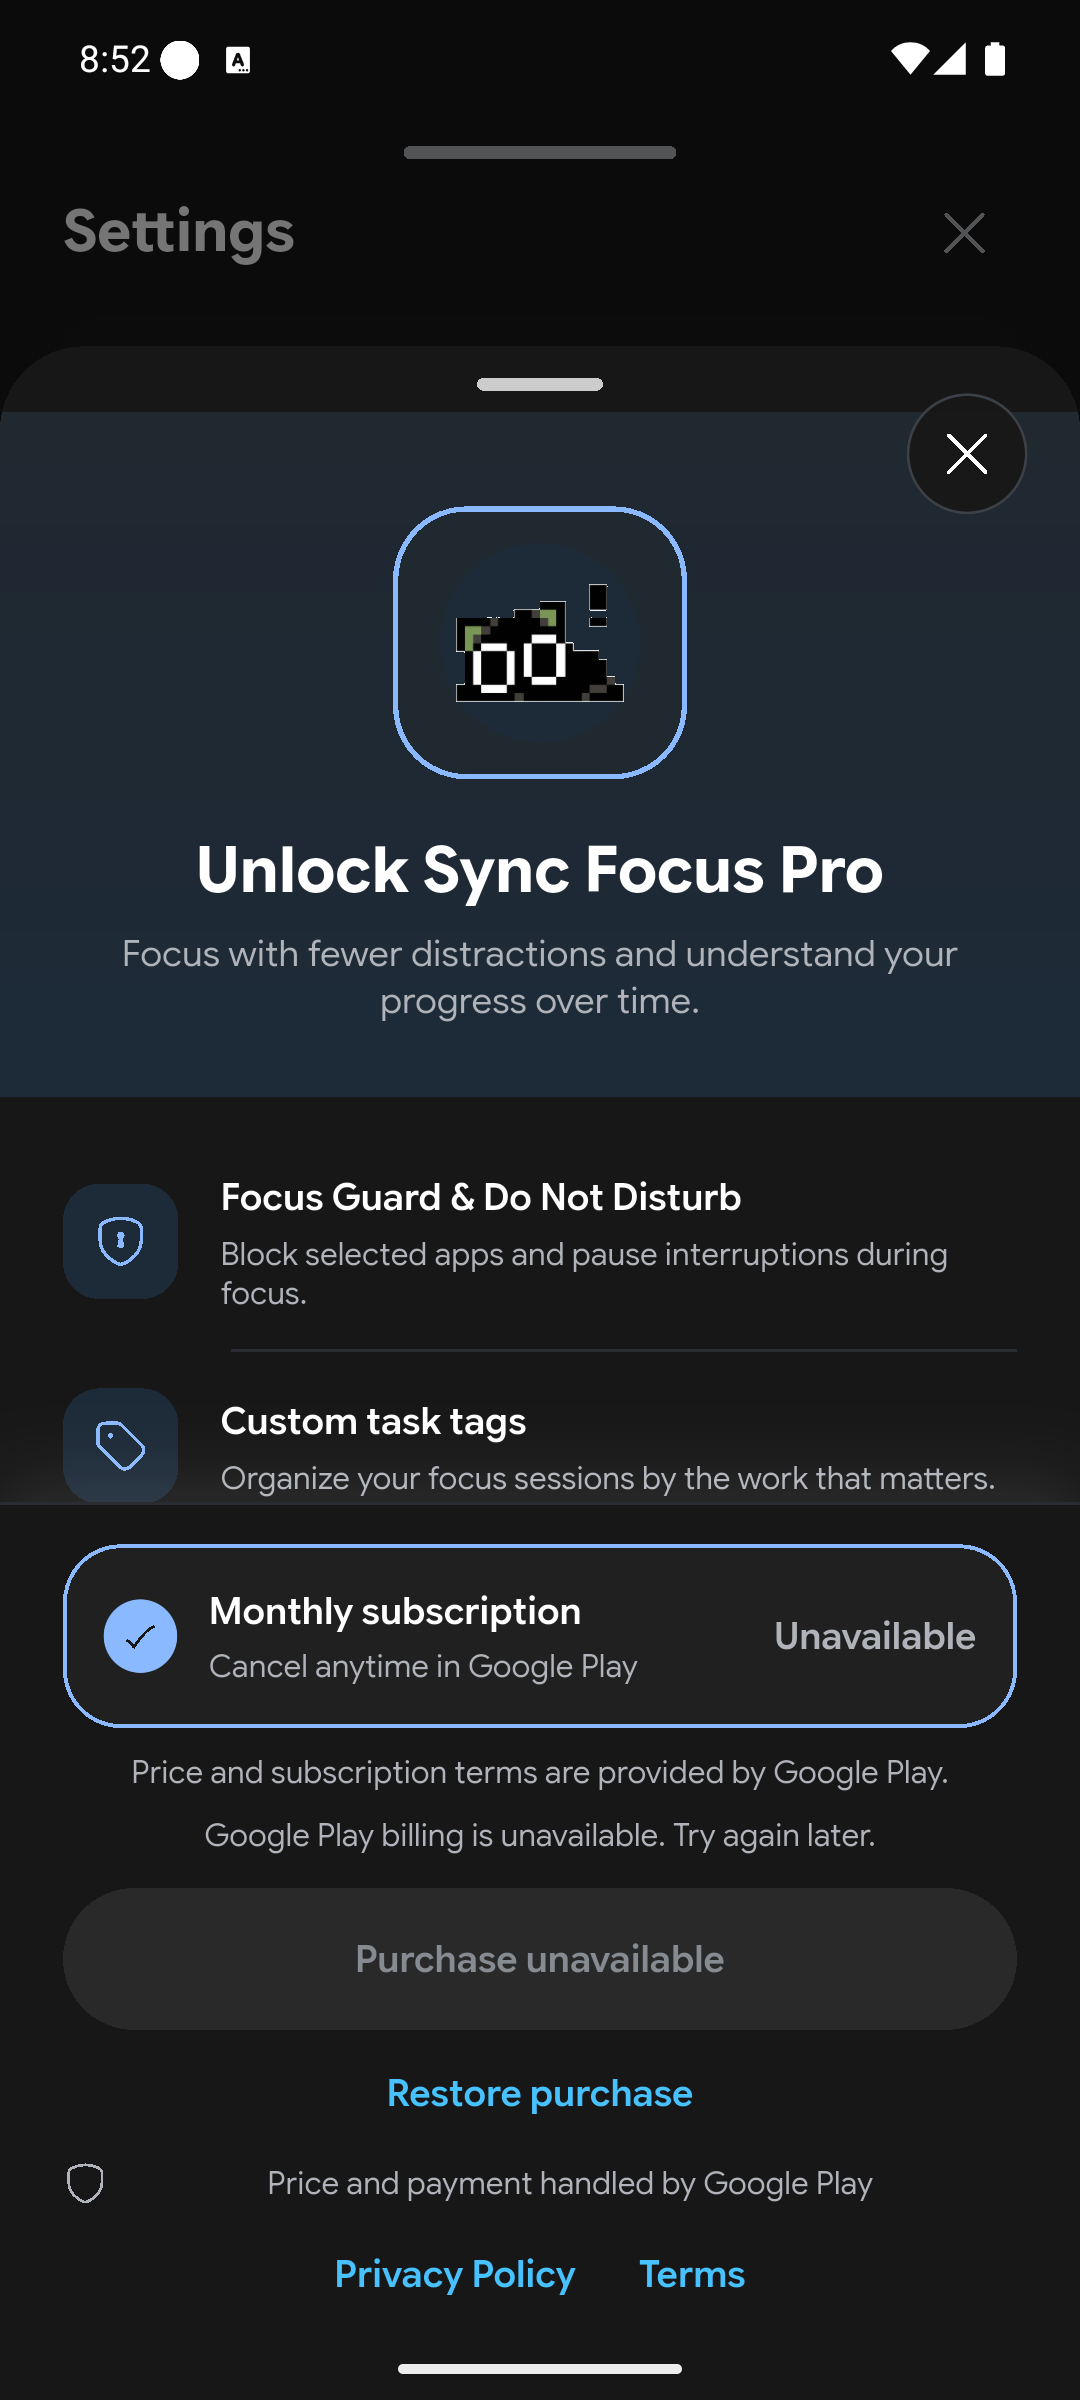 8:52
Settings
Unlock Sync Focus Pro
Focus with fewer distractions and understand your
progress over time.
Focus Guard & Do Not Disturb
Block selected apps and pause interruptions during
focus.
Custom task tags
Organize your focus sessions by the work that matters.
Monthly subscription
Cancel anytime in Google Play
Unavailable
Price and subscription terms are provided by Google Play.
Google Play billing is unavailable. Try again later.
Purchase unavailable
Restore purchase
Price and payment handled by Google Play
Privacy Policy Terms